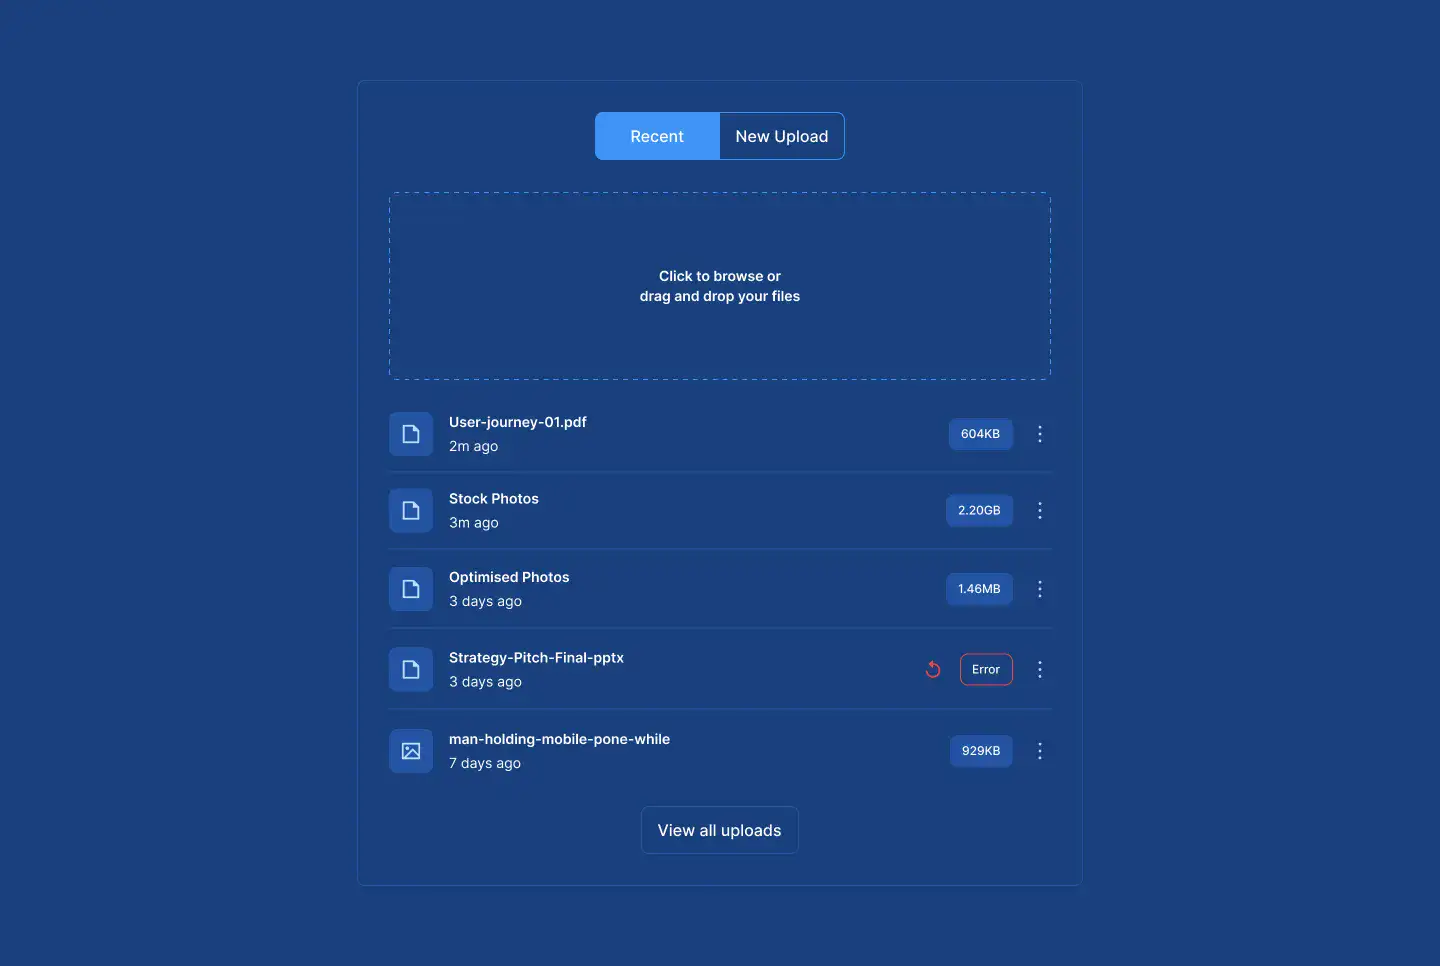 Recent
New Upload
Click to browse or
drag and drop your files
User-journey-01.pdf
2m ago
604KB
Stock Photos
3m ago
2.20GB
Optimised Photos
3 days ago
1.46MB
Strategy-Pitch-Final-pptx
3 days ago
Error
man-holding-mobile-pone-while
7 days ago
929KB
View all uploads